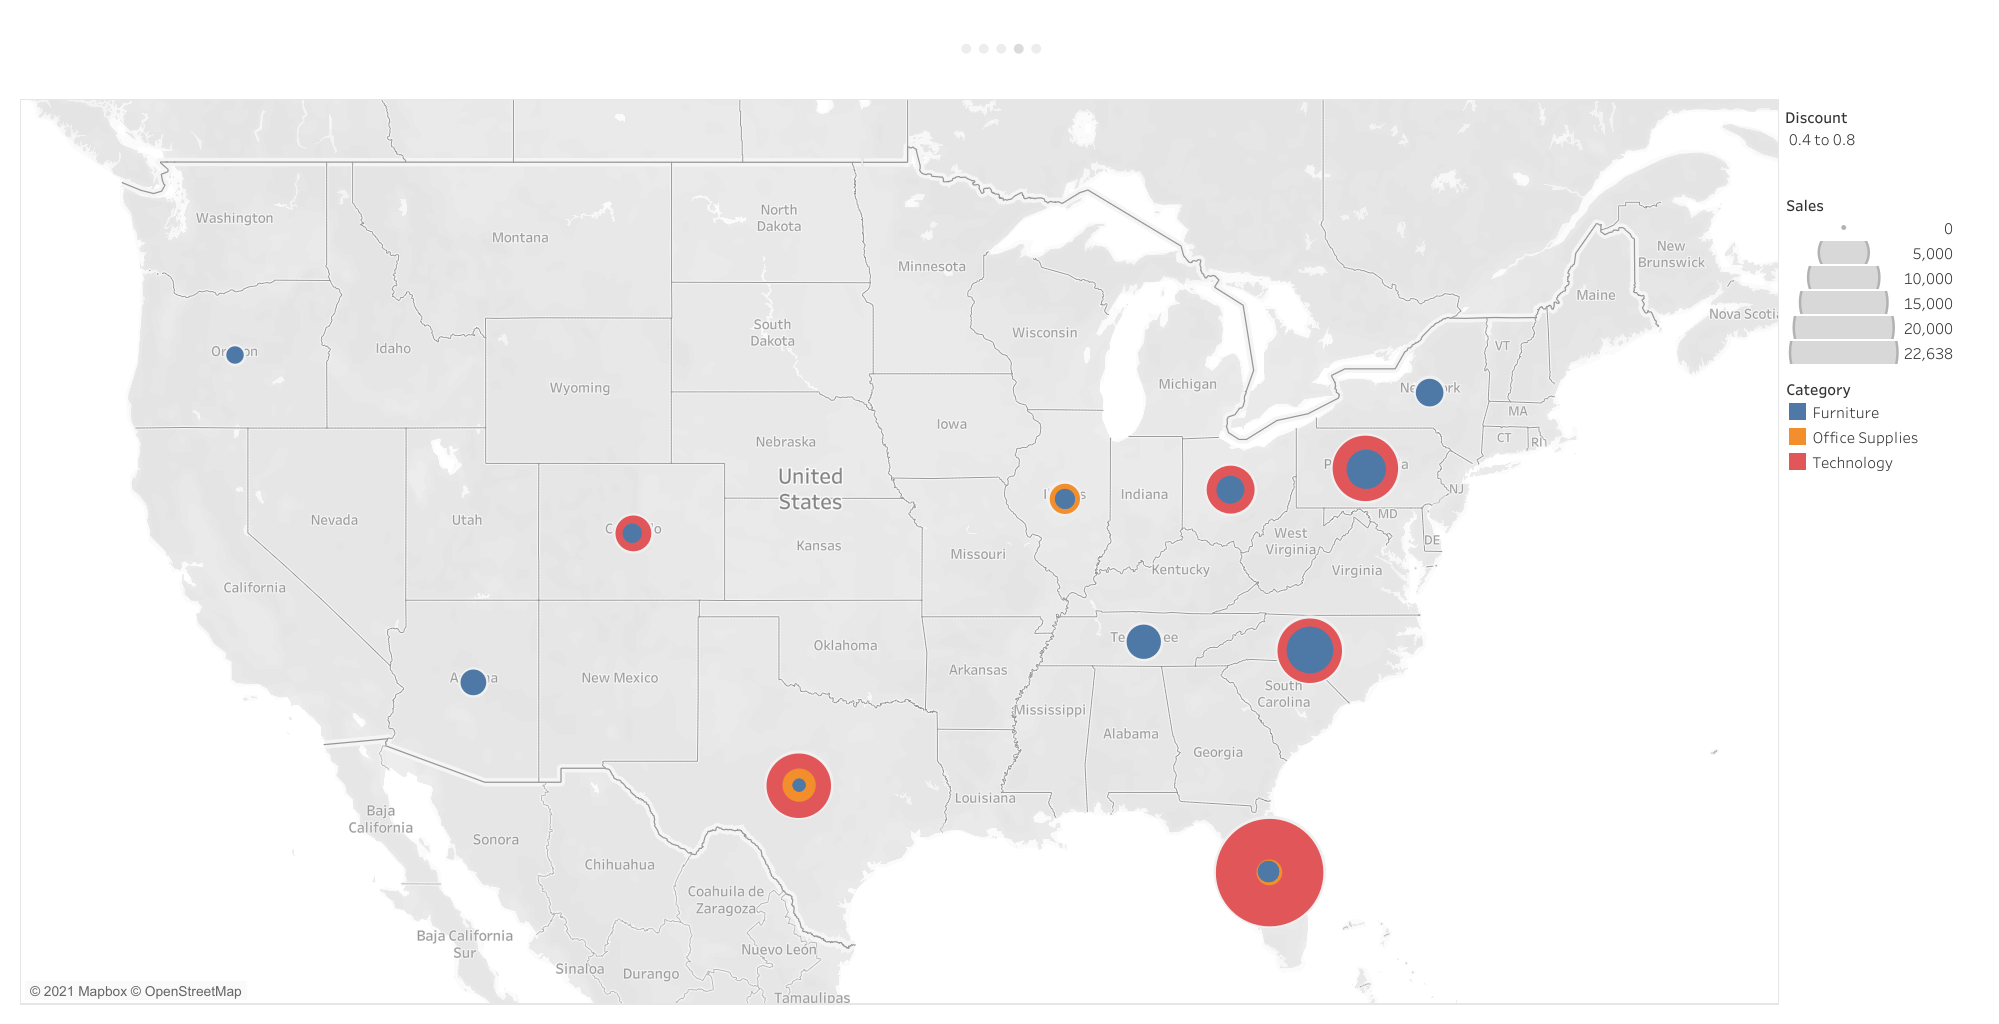 Washington
Montana
North
Dakota
Minnesota
South
Dakota
Idaho
Wyoming
Wisconsin
Michigan
Maine
New
Brunswick
VT
MA
CT
RI
Nebraska
Iowa
United
States
Nevada
Utah
Kansas
Missouri
Indiana
NJ
MD
DE
West
Virginia
Virginia
Kentucky
California
Oklahoma
Arkansas
New Mexico
South
Carolina
Mississippi
Alabama
Georgia
Louisiana
Baja
California
Sonora
Chihuahua
Coahuila de
Zaragoza
Baja California
Sur
Nuevo León
Sinaloa
Durango
Tamaulipas
© 2021 Mapbox © OpenStreetMap
Discount
0.4 to 0.8
Sales
0
5,000
10,000
15,000
20,000
22,638
Category
Furniture
Office Supplies
Technology